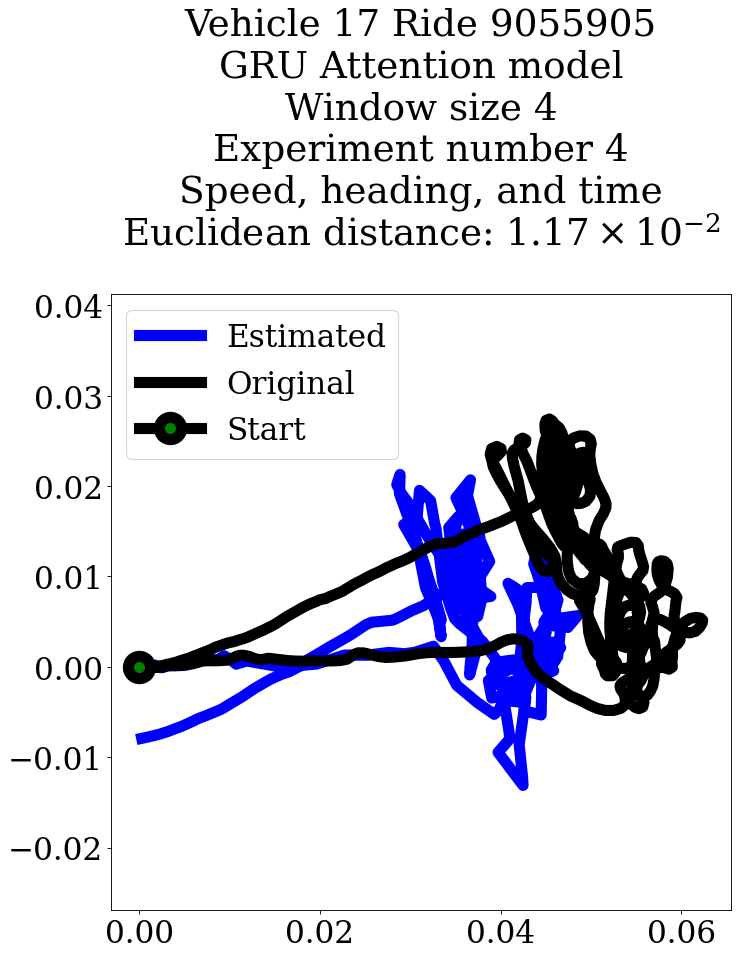 Vehicle 17 Ride 9055905
GRU Attention model
Window size 4
Experiment number 4
Speed, heading, and time
Euclidean distance: 1.17 × 10⁻²
Estimated
Original
Start
0.04
0.03
0.02
0.01
0.00
−0.01
−0.02
0.00 0.02 0.04 0.06